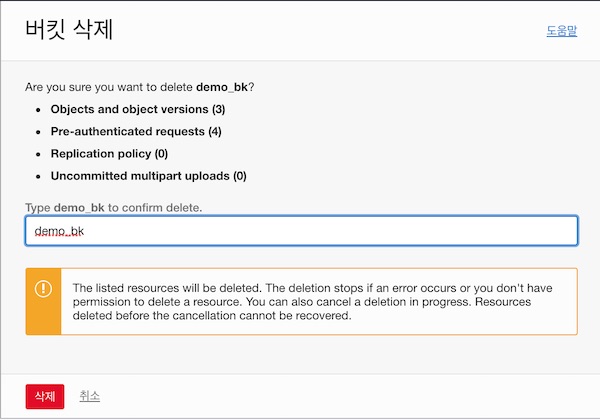 버킷 삭제
도움말
Are you sure you want to delete demo_bk?
• Objects and object versions (3)
• Pre-authenticated requests (4)
• Replication policy (0)
• Uncommitted multipart uploads (0)
Type demo_bk to confirm delete.
demo_bk
The listed resources will be deleted. The deletion stops if an error occurs or you don't have
permission to delete a resource. You can also cancel a deletion in progress. Resources
deleted before the cancellation cannot be recovered.
삭제 취소